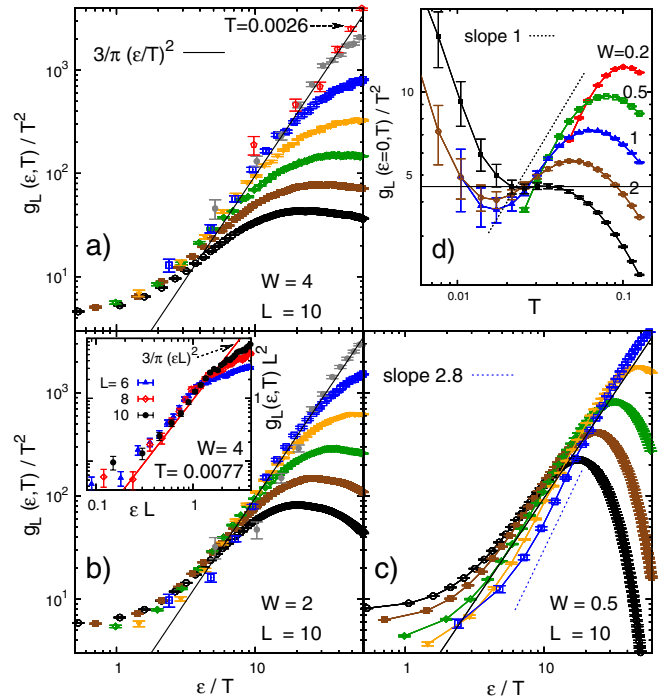 a)
T=0.0026
3/π (ε/T)²
g_L (ε,T) / T²
10³
10²
10¹
W = 4
L = 10
W=0.2
0.5
1
2
slope 1
g_L (ε=0,T) / T²
10
5
d)
0.01
T
0.1
b)
3/π (εL)²
g_L(ε,T) L²
1
L= 6
8
10
W = 4
T= 0.0077
0.1
1
ε L
g_L (ε,T) / T²
10³
10²
10¹
W = 2
L = 10
1
10
ε / T
slope 2.8
c)
W = 0.5
L = 10
1
10
ε / T